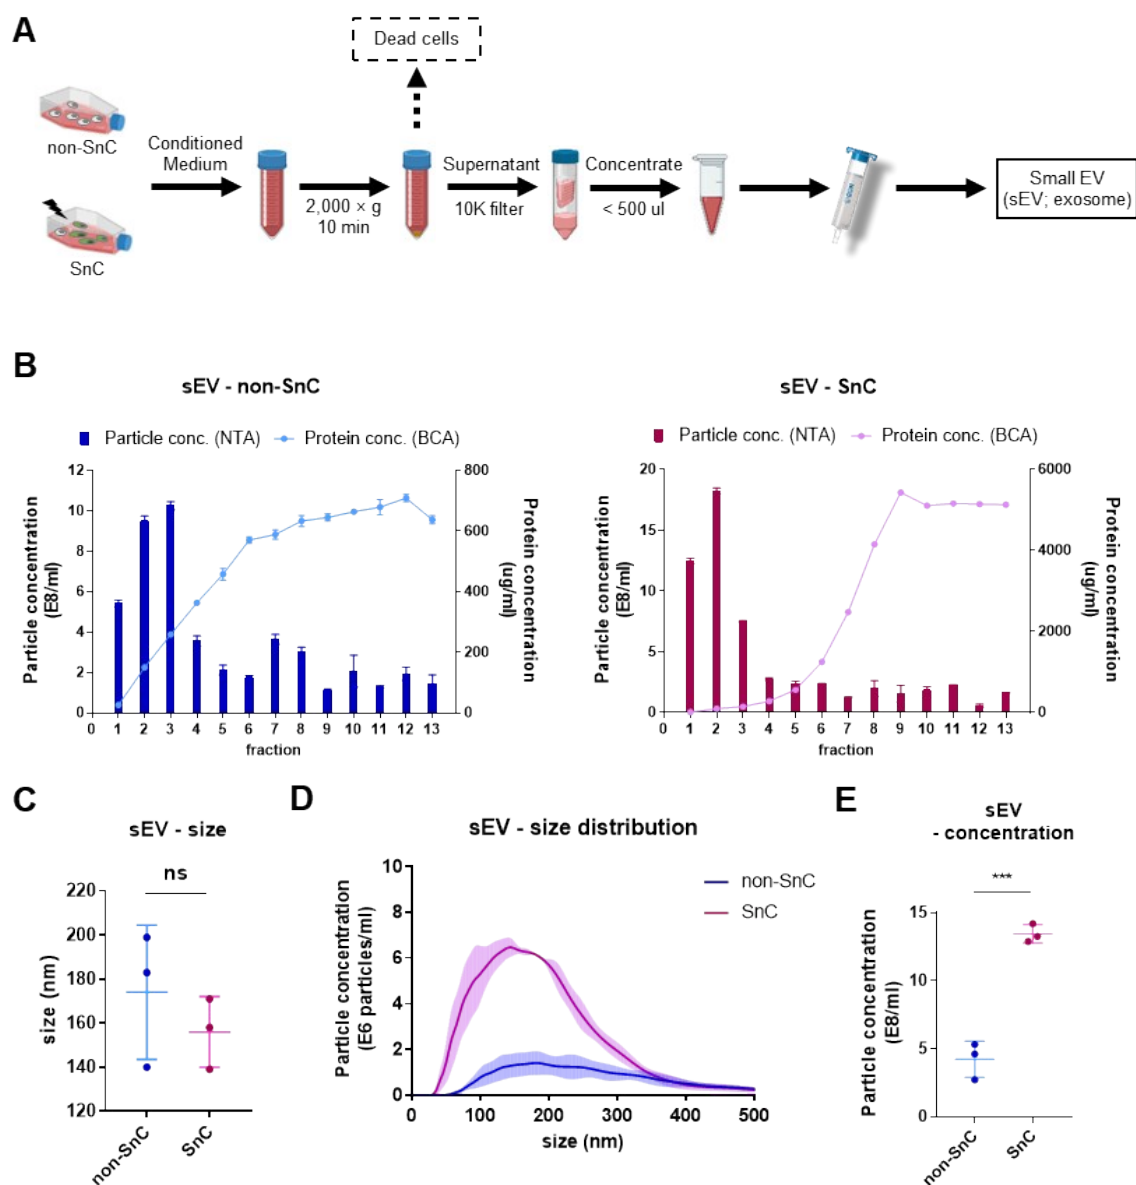 A
Dead cells
non-SnC
SnC
Conditioned
Medium
2,000 × g
10 min
Supernatant
10K filter
Concentrate
< 500 ul
Small EV
(sEV; exosome)
B
sEV - non-SnC
Particle conc. (NTA) Protein conc. (BCA)
Particle concentration
(E8/ml)
12
10
8
6
4
2
0
800
600
400
200
0
Protein concentration
(ug/ml)
0 1 2 3 4 5 6 7 8 9 10 11 12 13
fraction
sEV - SnC
Particle conc. (NTA) Protein conc. (BCA)
Particle concentration
(E8/ml)
20
15
10
5
0
6000
4000
2000
0
Protein concentration
(ug/ml)
0 1 2 3 4 5 6 7 8 9 10 11 12 13
fraction
C
sEV - size
ns
size (nm)
220
200
180
160
140
120
non-SnC
SnC
D
sEV - size distribution
non-SnC
SnC
Particle concentration
(E6 particles/ml)
10
8
6
4
2
0
0 100 200 300 400 500
size (nm)
E
sEV
- concentration
***
Particle concentration
(E8/ml)
15
10
5
0
non-SnC
SnC